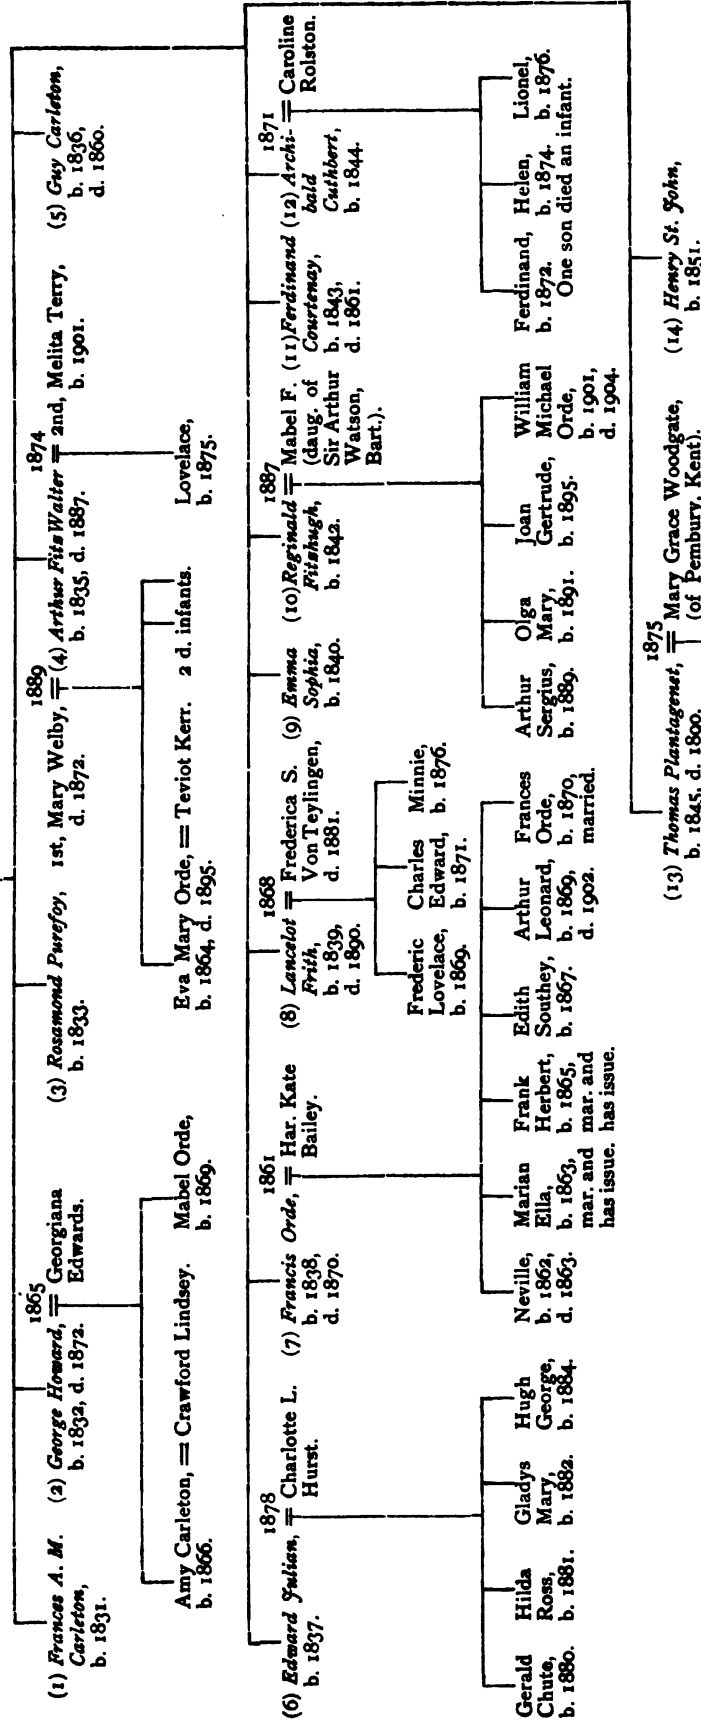 (1) Frances A. M.
Carleton,
b. 1831.
(2) George Howard,
b. 1832, d. 1872.
1865
=
Georgiana
Edwards.
Amy Carleton, = Crawford Lindsey.
b. 1866.
Mabel Orde,
b. 1869.
(3) Rosamond Purefoy,
b. 1833.
1st, Mary Welby,
d. 1872.
1889
=
(4) Arthur FitzWalter
b. 1835, d. 1887.
1874
=
2nd, Melita Terry,
b. 1901.
Eva Mary Orde, = Teviot Kerr.
b. 1864, d. 1895.
2 d. infants.
Lovelace,
b. 1875.
(5) Guy Carleton,
b. 1836,
d. 1860.
(6) Edward Julian,
b. 1837.
1878
=
Charlotte L.
Hurst.
Gerald
Chute,
b. 1880.
Hilda
Ross,
b. 1881.
Gladys
Mary,
b. 1882.
Hugh
George,
b. 1884.
(7) Francis Orde,
b. 1838,
d. 1870.
1861
=
Har. Kate
Bailey.
Neville,
b. 1862,
d. 1863.
Marian
Ella,
b. 1863,
mar. and
has issue.
Frank
Herbert,
b. 1865,
mar. and
has issue.
Edith
Southey,
b. 1867.
Arthur
Leonard,
b. 1869,
d. 1902.
Frances
Orde,
b. 1870,
married.
(8) Lancelot
Frith,
b. 1839,
d. 1890.
1868
=
Frederica S.
Von Teylingen,
d. 1881.
Frederic
Lovelace,
b. 1869.
Charles
Edward,
b. 1871.
Minnie,
b. 1876.
(9) Emma
Sophia,
b. 1840.
(10) Reginald
Fitzhugh,
b. 1842.
1887
=
Mabel F.
(daug. of
Sir Arthur
Watson,
Bart.).
Arthur
Sergius,
b. 1889.
Olga
Mary,
b. 1891.
Joan
Gertrude,
b. 1895.
William
Michael
Orde,
b. 1901,
d. 1904.
(11) Ferdinand
Courtenay,
b. 1843,
d. 1861.
(12) Archi-
bald
Cuthbert,
b. 1844.
1871
=
Caroline
Rolston.
Ferdinand,
b. 1872.
Helen,
b. 1874.
Lionel,
b. 1876.
One son died an infant.
(13) Thomas Plantagenet,
b. 1845, d. 1800.
1875
=
Mary Grace Woodgate,
(of Pembury, Kent).
(14) Henry St. John,
b. 1851.